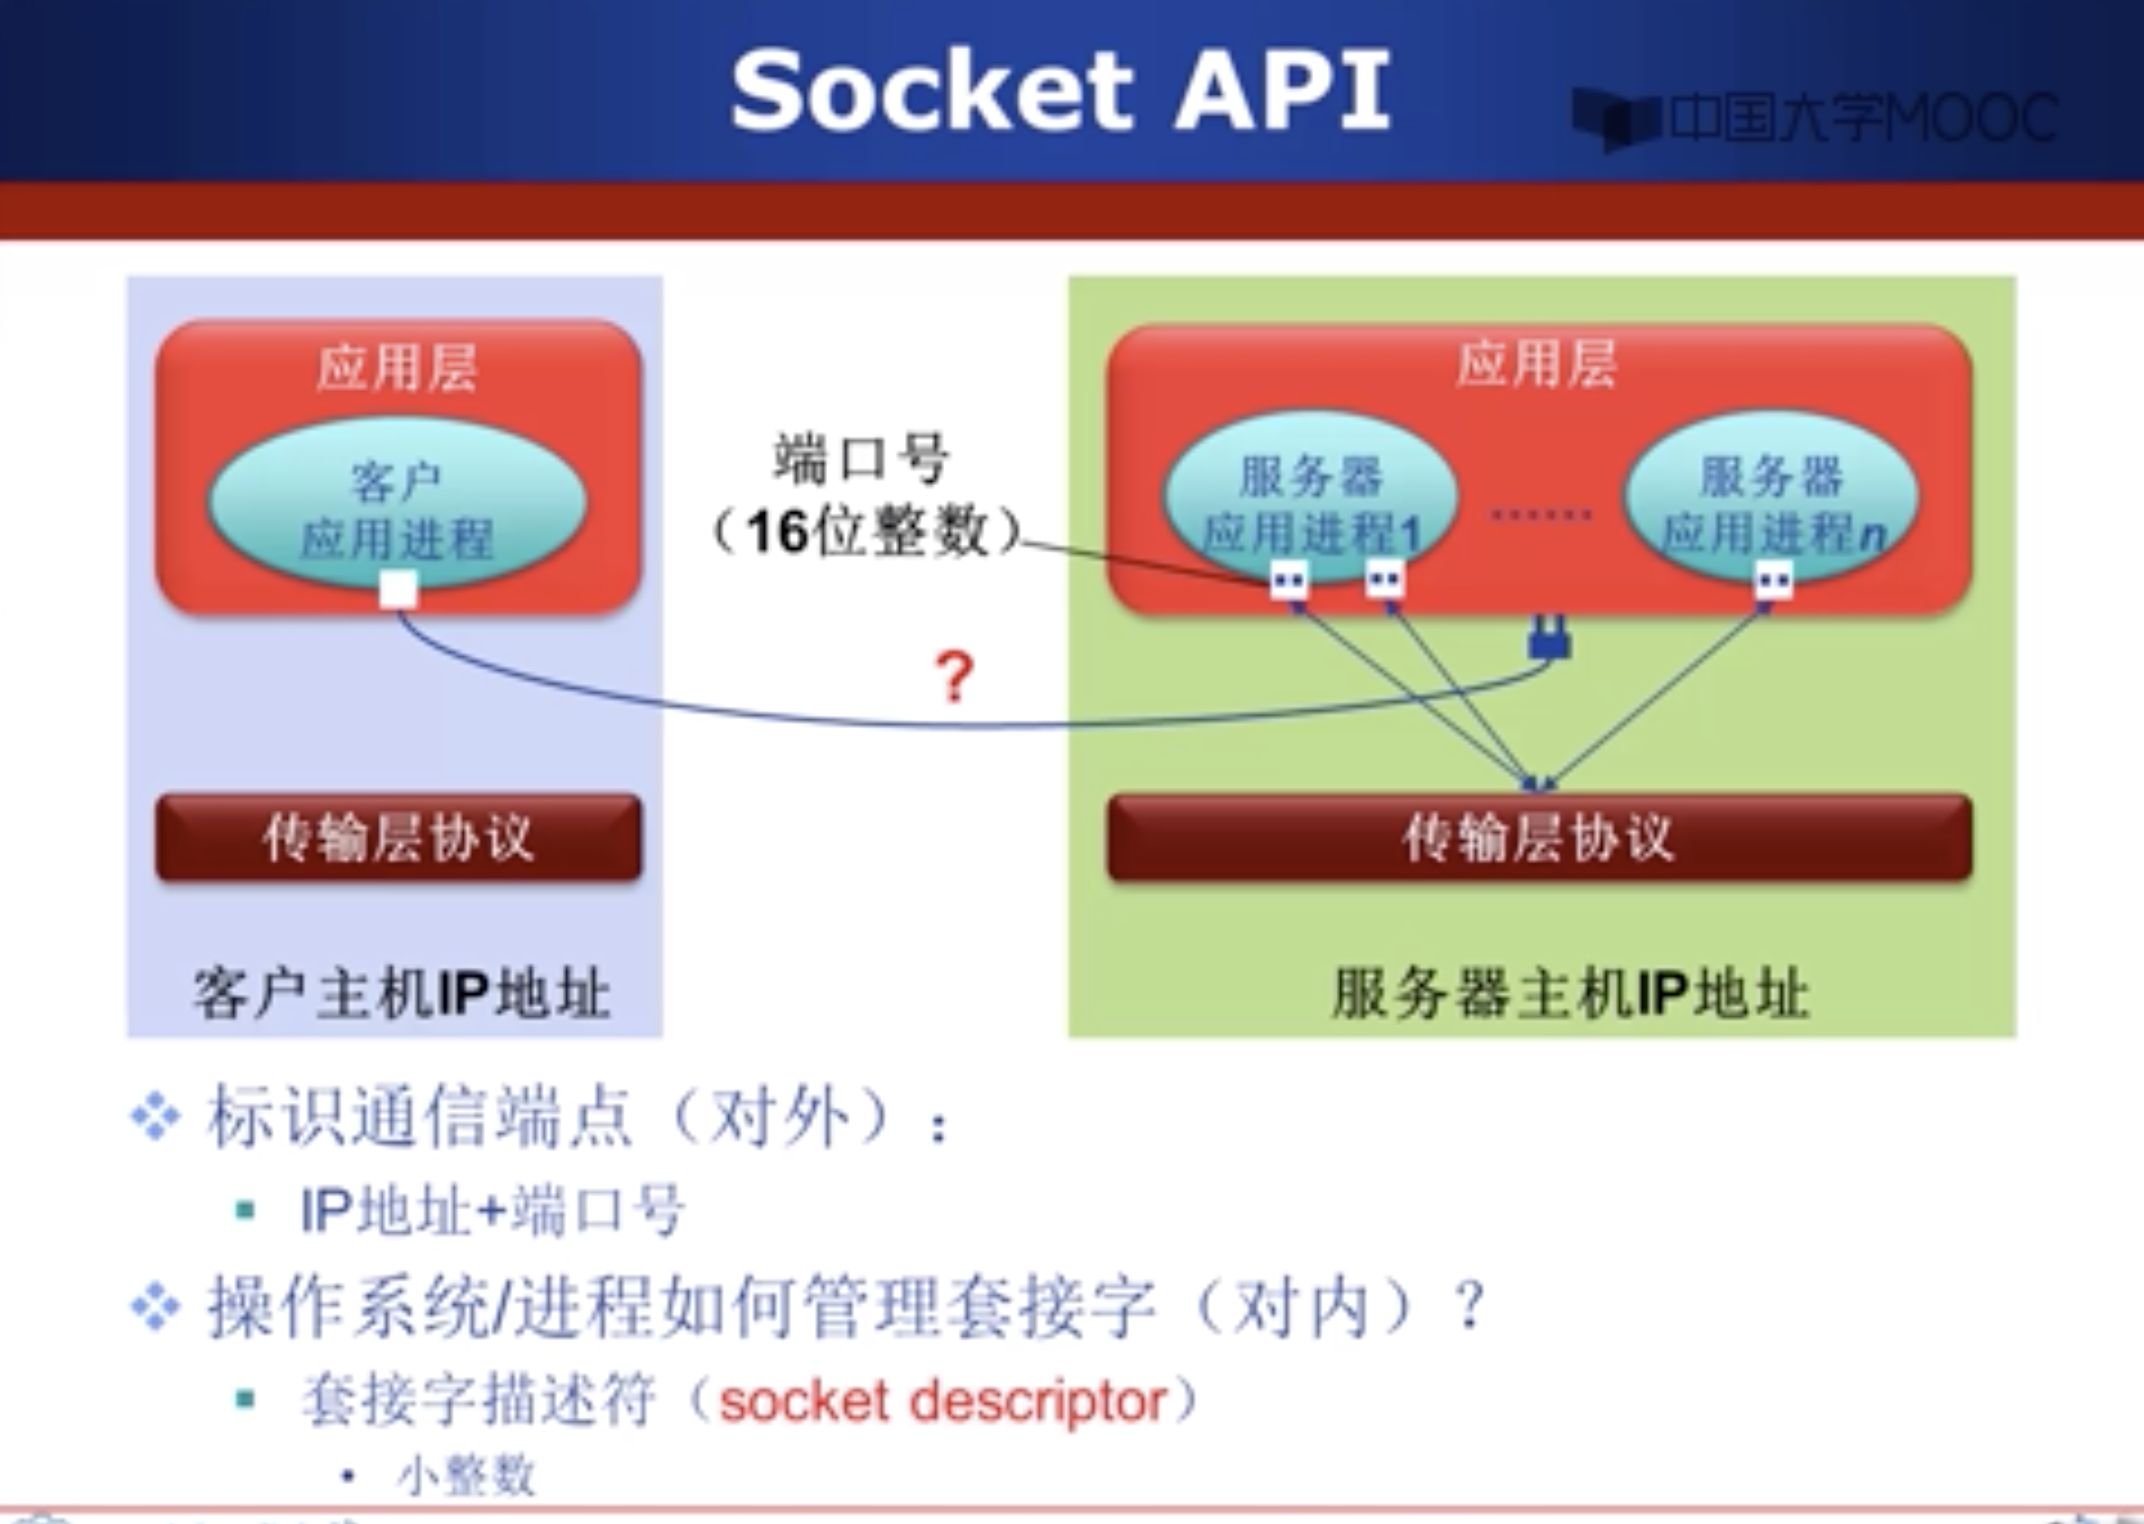 Socket API
中国大学MOOC
应用层
客户
应用进程
传输层协议
客户主机IP地址
端口号
（16位整数）
?
应用层
服务器
应用进程1
......
服务器
应用进程n
传输层协议
服务器主机IP地址
标识通信端点（对外）：
IP地址+端口号
操作系统/进程如何管理套接字（对内）？
套接字描述符（socket descriptor）
小整数